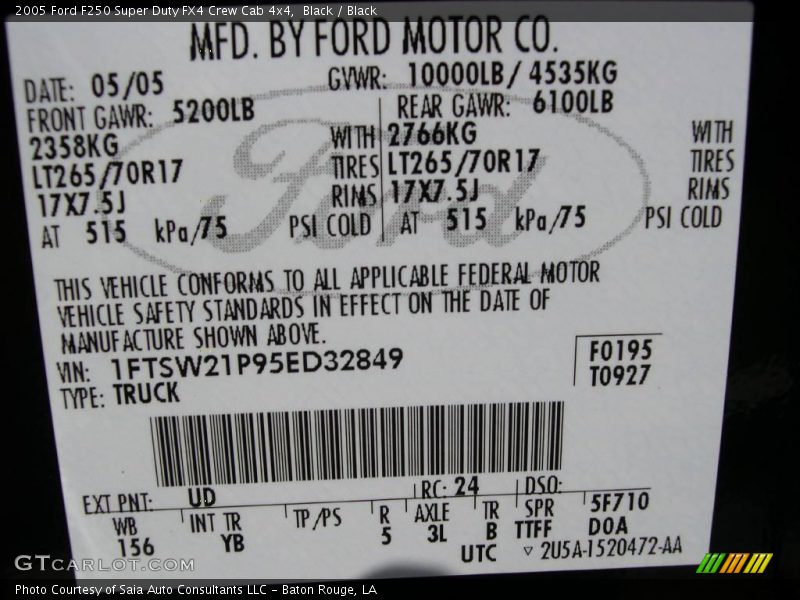 2005 Ford F250 Super Duty FX4 Crew Cab 4x4, Black / Black
MFD. BY FORD MOTOR CO.
DATE: 05/05 GVWR: 10000LB/ 4535KG
FRONT GAWR: 5200LB REAR GAWR: 6100LB
2358KG WITH 2766KG WITH
LT265/70R17 TIRES LT265/70R17 TIRES
17X7.5J RIMS 17X7.5J RIMS
AT 515 kPa/75 PSI COLD AT 515 kPa/75 PSI COLD
Ford
THIS VEHICLE CONFORMS TO ALL APPLICABLE FEDERAL MOTOR
VEHICLE SAFETY STANDARDS IN EFFECT ON THE DATE OF
MANUFACTURE SHOWN ABOVE.
VIN: 1FTSW21P95ED32849 F0195
TYPE: TRUCK T0927
EXT PNT: UD RC: 24 DSO:
WB INT TR TP/PS R AXLE TR SPR 5F710
156 YB 5 3L B TTFF DOA
UTC ▽ 2U5A-1520472-AA
GTCARLOT.COM
Photo Courtesy of Saia Auto Consultants LLC - Baton Rouge, LA